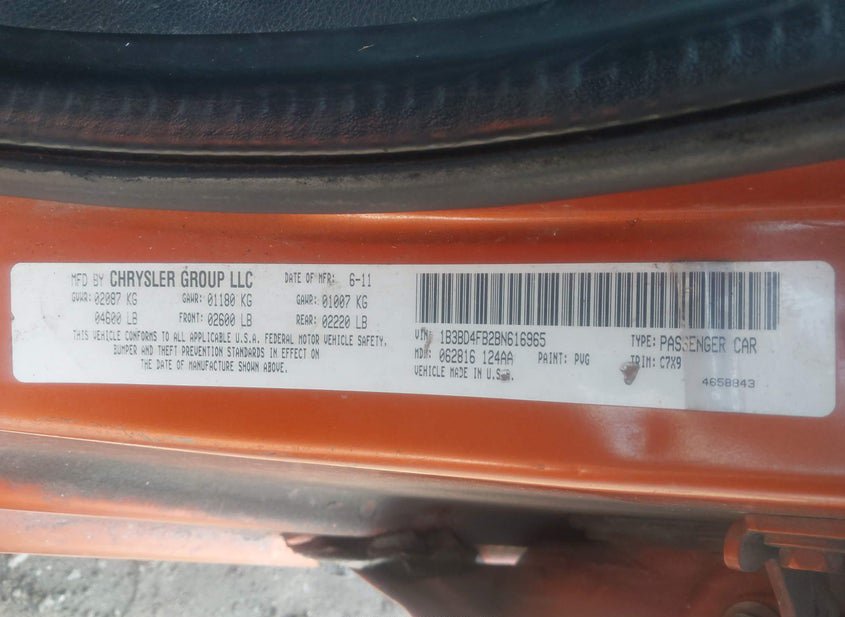 MFD BY CHRYSLER GROUP LLC DATE OF MFR: 6-11
GVWR: 02087 KG GAWR: 01180 KG GAWR: 01007 KG
04600 LB FRONT: 02600 LB REAR: 02220 LB
THIS VEHICLE CONFORMS TO ALL APPLICABLE U.S.A. FEDERAL MOTOR VEHICLE SAFETY,
BUMPER AND THEFT PREVENTION STANDARDS IN EFFECT ON
THE DATE OF MANUFACTURE SHOWN ABOVE.
VIN: 1B3BD4FB2BN616965 TYPE: PASSENGER CAR
MDH: 062816 124AA PAINT: PVG TRIM: C7X9
VEHICLE MADE IN U.S.A.
4658843